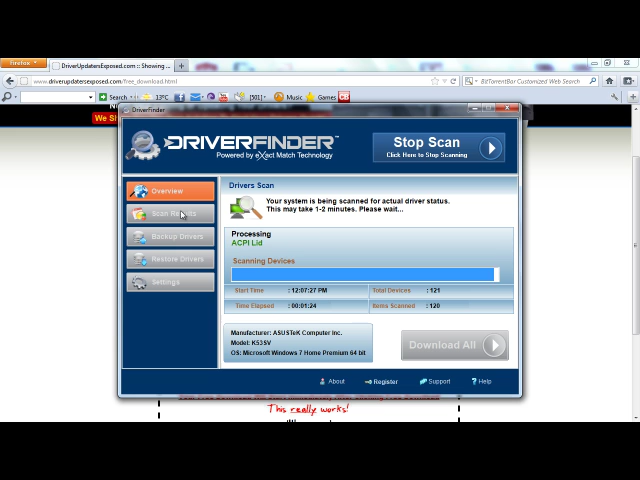 Firefox
DriverUpdatersExposed.com :: Showing ...
www.driverupdatersexposed.com/free_download.html
BitTorrentBar Customized Web Search
Search
13°C
[501]
Music
Games
We S
DriverFinder
DRIVERFINDER™
Powered by eXact Match Technology
Stop Scan
Click Here to Stop Scanning
Overview
Scan Results
Backup Drivers
Restore Drivers
Settings
Drivers Scan
Your system is being scanned for actual driver status.
This may take 1-2 minutes. Please wait...
Processing
ACPI Lid
Scanning Devices
Start Time : 12:07:27 PM Total Devices : 121
Time Elapsed : 00:01:24 Items Scanned : 120
Manufacturer: ASUSTeK Computer Inc.
Model: K53SV
OS: Microsoft Windows 7 Home Premium 64 bit
Download All
About Register Support Help
This really works!